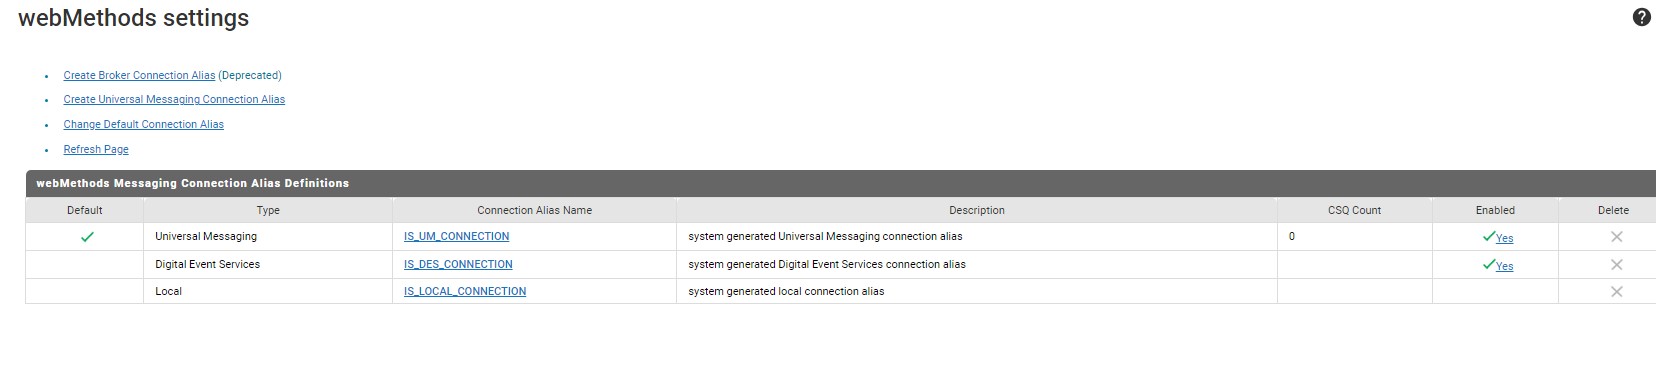 webMethods settings
Create Broker Connection Alias (Deprecated)
Create Universal Messaging Connection Alias
Change Default Connection Alias
Refresh Page
webMethods Messaging Connection Alias Definitions
Default Type Connection Alias Name Description CSQ Count Enabled Delete
Universal Messaging IS_UM_CONNECTION system generated Universal Messaging connection alias 0 Yes
Digital Event Services IS_DES_CONNECTION system generated Digital Event Services connection alias Yes
Local IS_LOCAL_CONNECTION system generated local connection alias